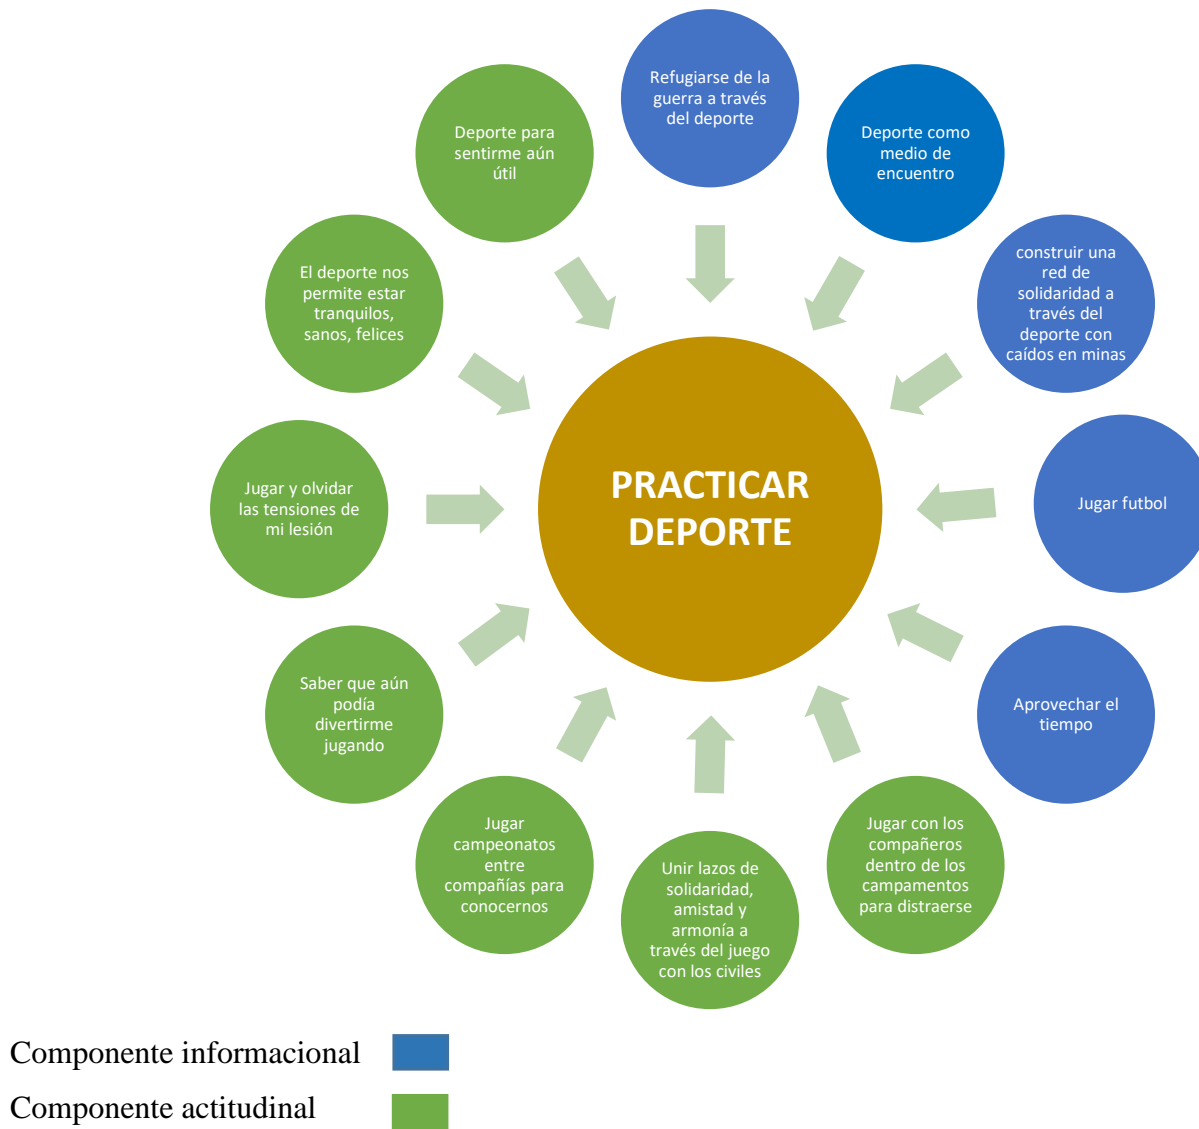 Refugiarse de la
guerra a través
del deporte
Deporte como
medio de
encuentro
construir una
red de
solidaridad a
través del
deporte con
caídos en minas
Jugar futbol
Aprovechar el
tiempo
Jugar con los
compañeros
dentro de los
campamentos
para distraerse
Unir lazos de
solidaridad,
amistad y
armonía a
través del juego
con los civiles
Jugar
campeonatos
entre
compañías para
conocernos
Saber que aún
podía
divertirme
jugando
Jugar y olvidar
las tensiones de
mi lesión
El deporte nos
permite estar
tranquilos,
sanos, felices
Deporte para
sentirme aún
útil
PRACTICAR
DEPORTE
Componente informacional
Componente actitudinal